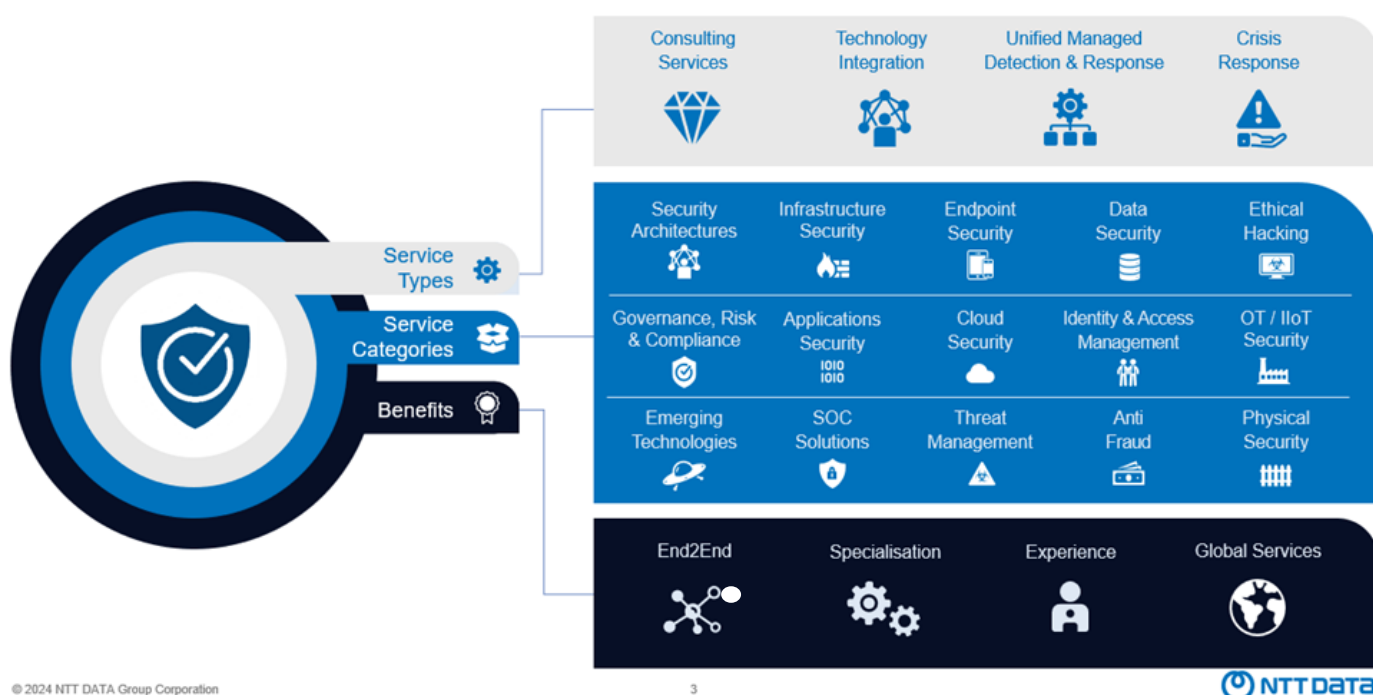 Consulting
Services
Technology
Integration
Unified Managed
Detection & Response
Crisis
Response
Service
Types
Service
Categories
Benefits
Security
Architectures
Infrastructure
Security
Endpoint
Security
Data
Security
Ethical
Hacking
Governance, Risk
& Compliance
Applications
Security
1010
1010
Cloud
Security
Identity & Access
Management
OT / IIoT
Security
Emerging
Technologies
SOC
Solutions
Threat
Management
Anti
Fraud
Physical
Security
End2End
Specialisation
Experience
Global Services
© 2024 NTT DATA Group Corporation
3
NTT DATA